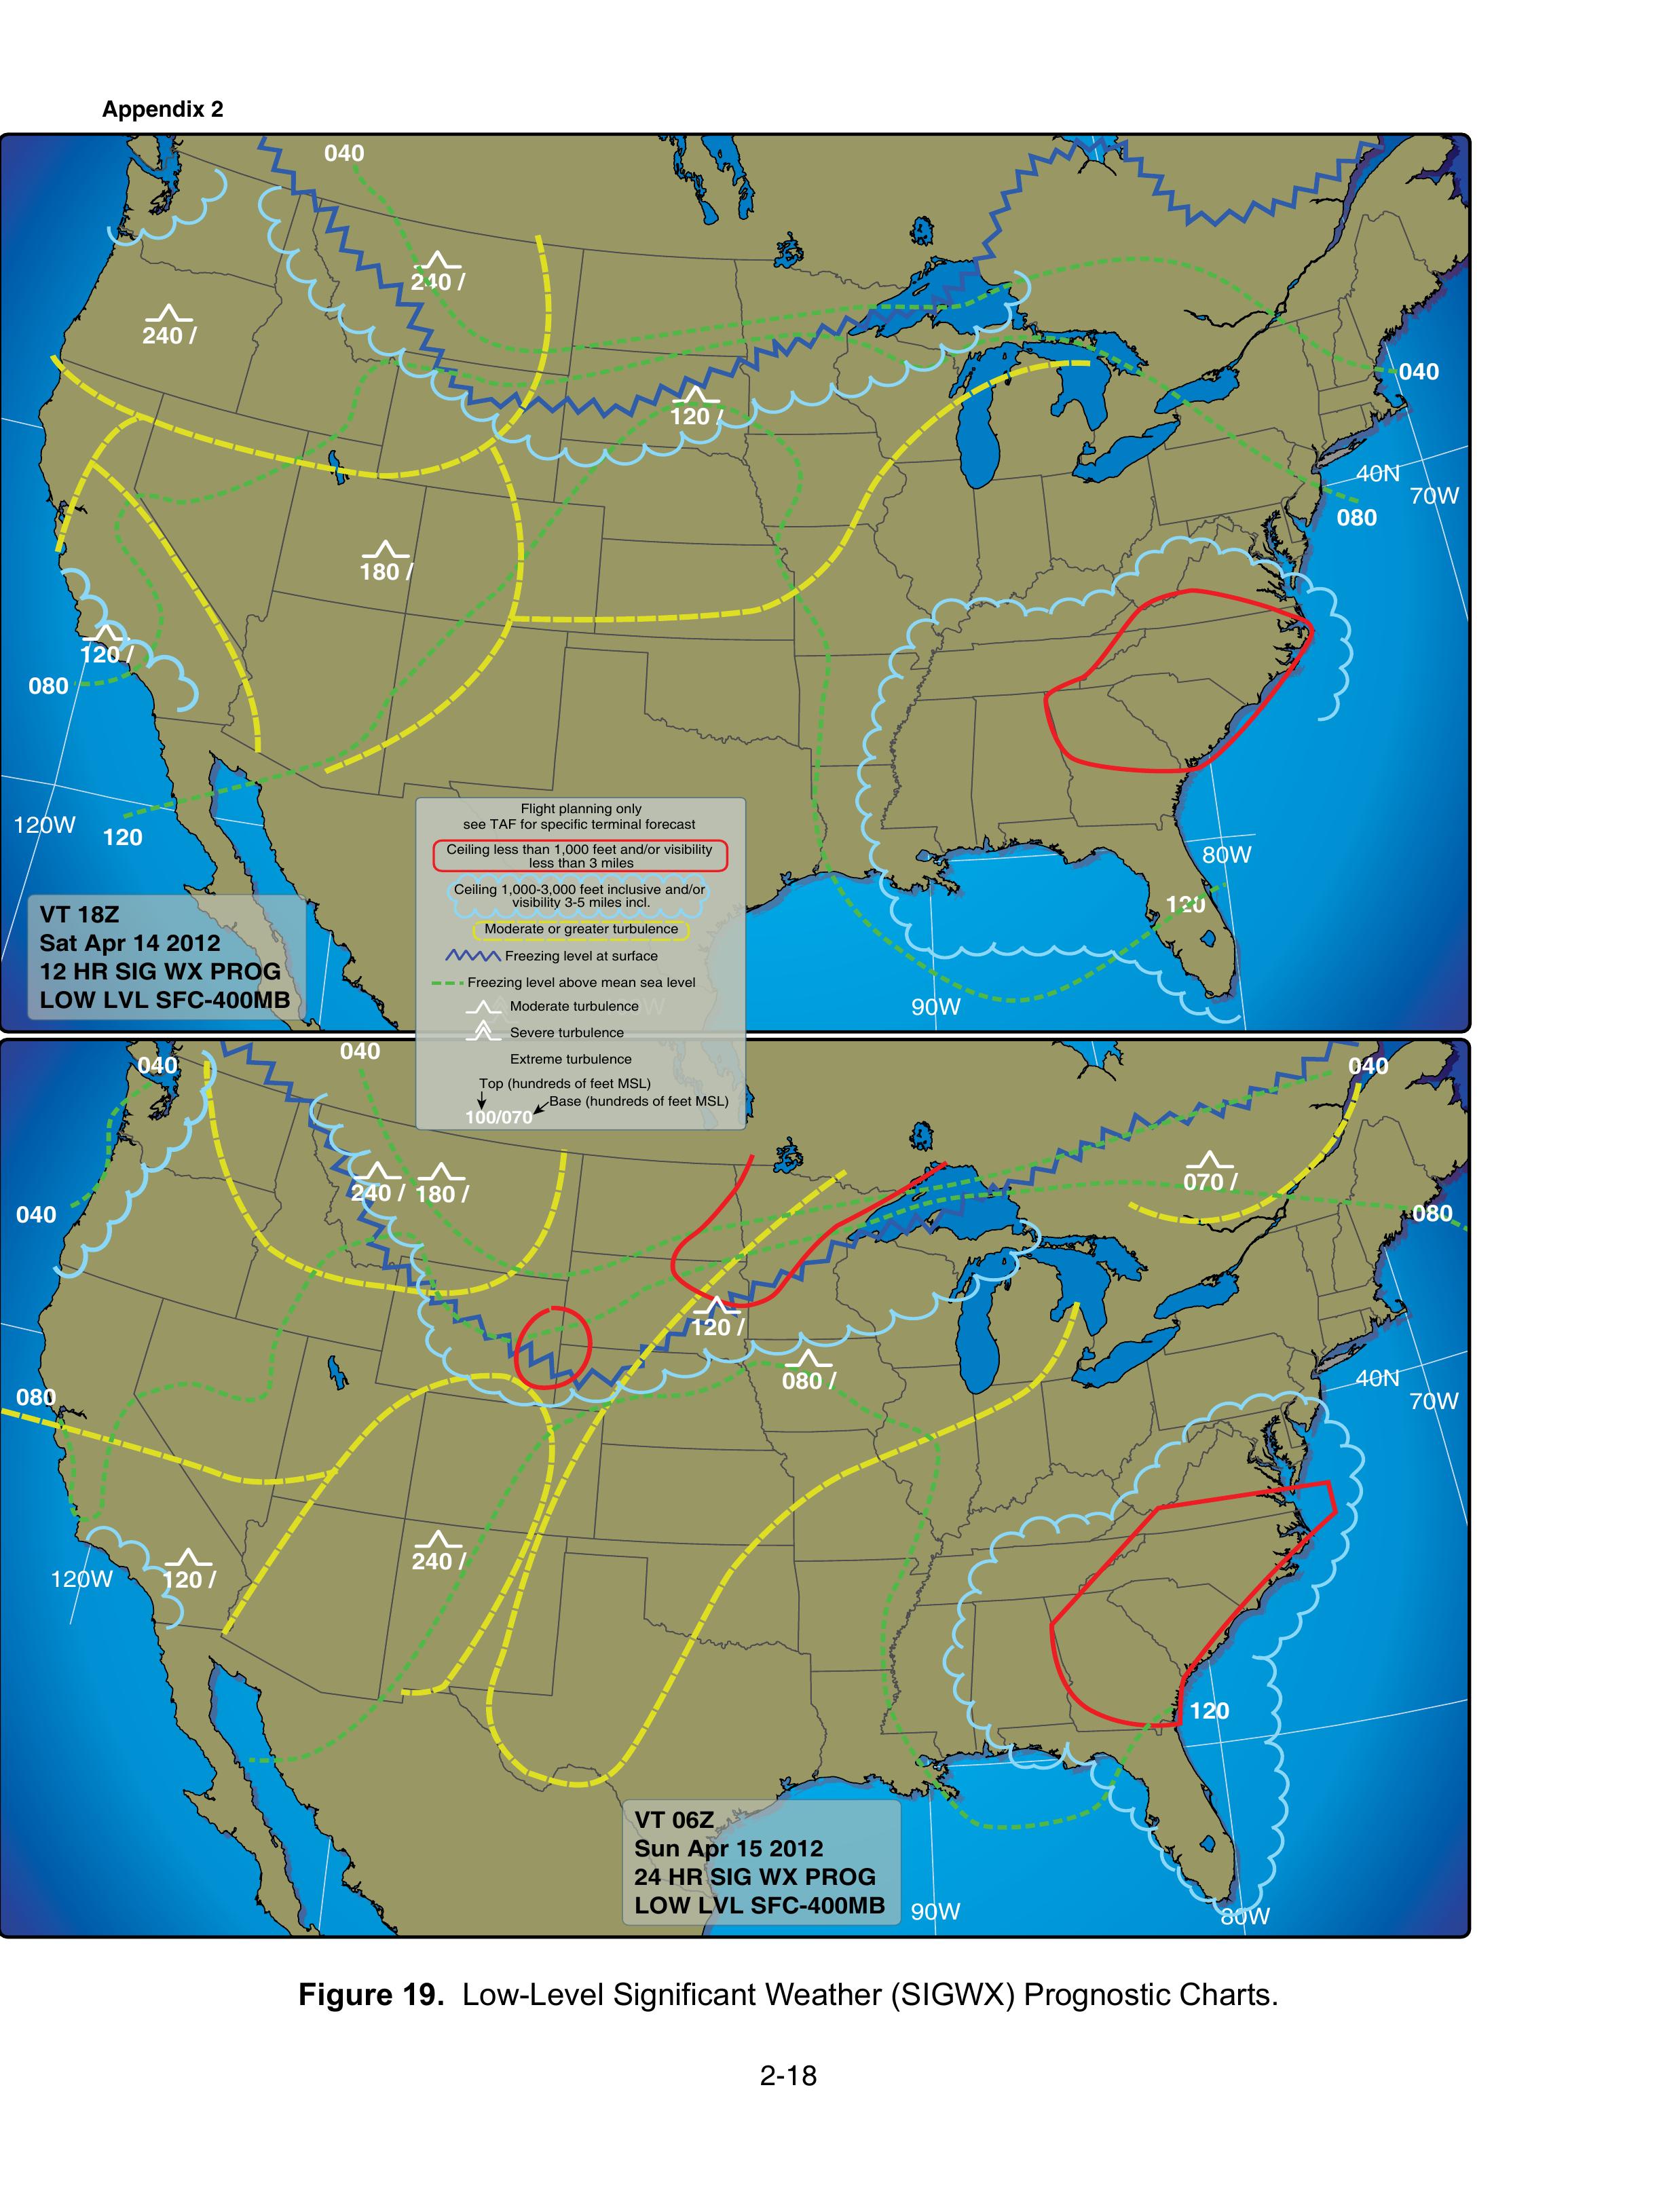 Appendix 2
040
240 /
240 /
120 /
040
40N
70W
080
180 /
120 /
080
120W
120
80W
120
90W
Flight planning only
see TAF for specific terminal forecast
Ceiling less than 1,000 feet and/or visibility
less than 3 miles
Ceiling 1,000-3,000 feet inclusive and/or
visibility 3-5 miles incl.
Moderate or greater turbulence
Freezing level at surface
Freezing level above mean sea level
Moderate turbulence
Severe turbulence
Extreme turbulence
Top (hundreds of feet MSL)
Base (hundreds of feet MSL)
100/070
VT 18Z
Sat Apr 14 2012
12 HR SIG WX PROG
LOW LVL SFC-400MB
040
040
040
240 /
180 /
070 /
040
080
120 /
080 /
40N
70W
080
240 /
120W
120 /
120
VT 06Z
Sun Apr 15 2012
24 HR SIG WX PROG
LOW LVL SFC-400MB
90W
80W
Figure 19. Low-Level Significant Weather (SIGWX) Prognostic Charts.
2-18